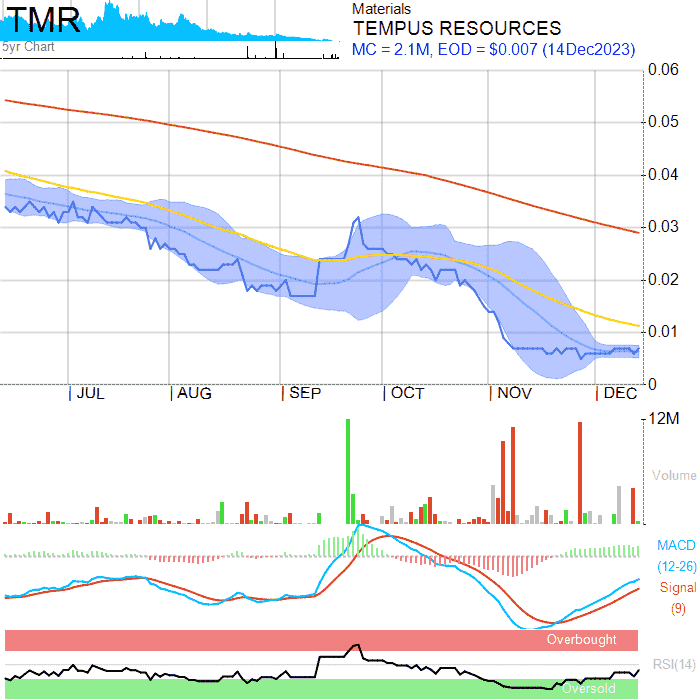 TMR
5yr Chart
Materials
TEMPUS RESOURCES
MC = 2.1M, EOD = $0.007 (14Dec2023)
0.06
0.05
0.04
0.03
0.02
0.01
0
JUL
AUG
SEP
OCT
NOV
DEC
12M
Volume
MACD
(12-26)
Signal
(9)
Overbought
RSI(14)
Oversold